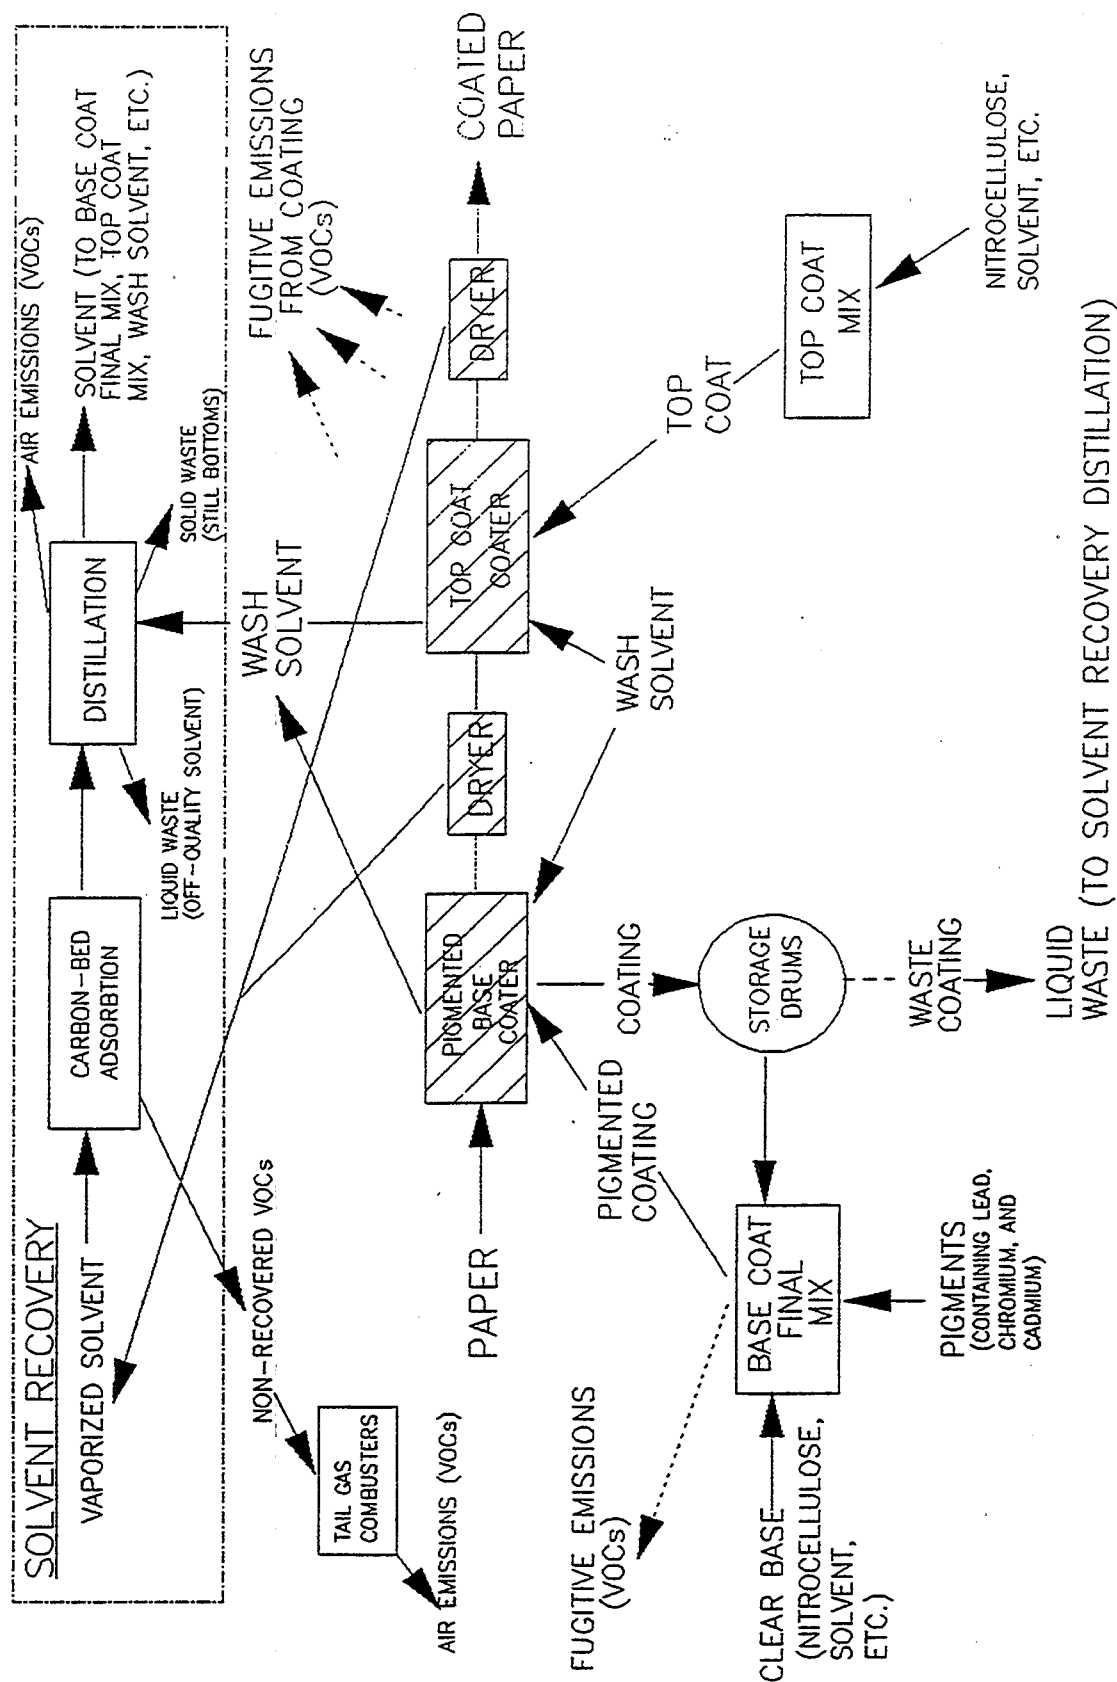 SOLVENT RECOVERY
VAPORIZED SOLVENT
CARBON-BED
ADSORBTION
DISTILLATION
AIR EMISSIONS (VOCs)
SOLVENT (TO BASE COAT
FINAL MIX, TOP COAT
MIX, WASH SOLVENT, ETC.)
LIQUID WASTE
(OFF-QUALITY SOLVENT)
SOLID WASTE
(STILL BOTTOMS)
NON-RECOVERED VOCs
TAIL GAS
COMBUSTERS
AIR EMISSIONS (VOCs)
WASH
SOLVENT
FUGITIVE EMISSIONS
FROM COATING
(VOCs)
PAPER
PIGMENTED
BASE
COATER
DRYER
TOP COAT
COATER
DRYER
COATED
PAPER
FUGITIVE EMISSIONS
(VOCs)
PIGMENTED
COATING
COATING
WASH
SOLVENT
TOP
COAT
CLEAR BASE
(NITROCELLULOSE,
SOLVENT,
ETC.)
BASE COAT
FINAL
MIX
STORAGE
DRUMS
TOP COAT
MIX
PIGMENTS
(CONTAINING LEAD,
CHROMIUM, AND
CADMIUM)
WASTE
COATING
NITROCELLULOSE,
SOLVENT, ETC.
LIQUID
WASTE (TO SOLVENT RECOVERY DISTILLATION)